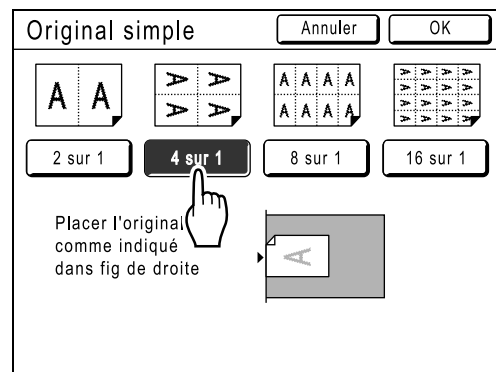 Original simple
Annuler
OK
A A
A A
A A
A A A A
A A A A
A A A A
A A A A
A A A A
A A A A
2 sur 1
4 sur 1
8 sur 1
16 sur 1
Placer l'original
comme indiqué
dans fig de droite
A